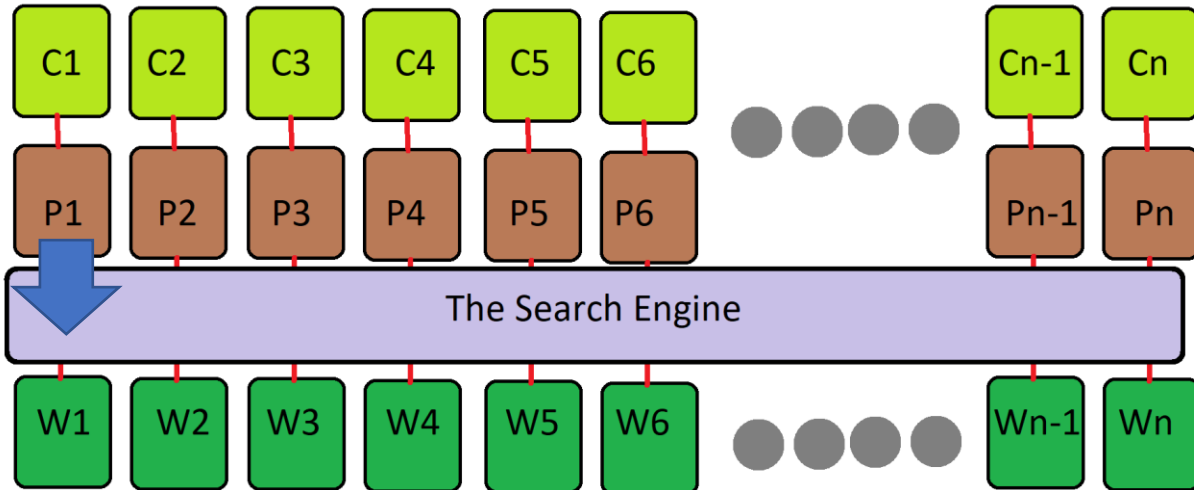 C1 C2 C3 C4 C5 C6 Cn-1 Cn
P1 P2 P3 P4 P5 P6 Pn-1 Pn
The Search Engine
W1 W2 W3 W4 W5 W6 Wn-1 Wn